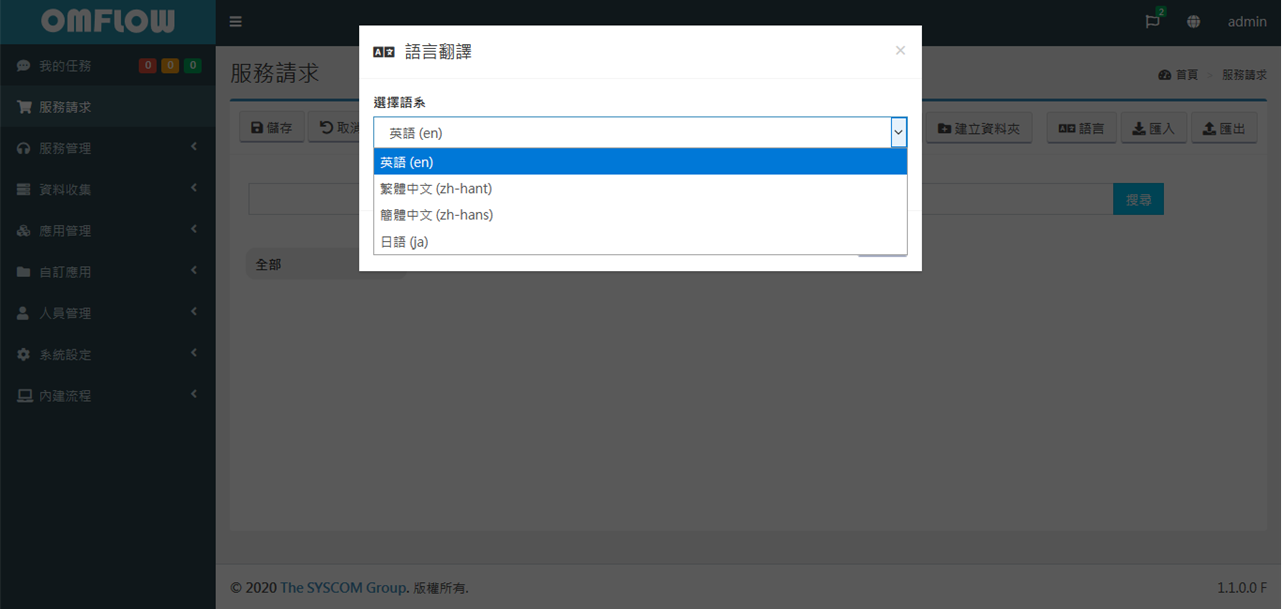 OMFLOW
2
admin
我的任務 0 0 0
服務請求
服務管理
資料收集
應用管理
自訂應用
人員管理
系統設定
內建流程
服務請求
首頁 > 服務請求
儲存
取消
建立資料夾
語言
匯入
匯出
搜尋
全部
語言翻譯 ×
選擇語系
英語 (en)
英語 (en)
繁體中文 (zh-hant)
簡體中文 (zh-hans)
日語 (ja)
© 2020 The SYSCOM Group. 版權所有.
1.1.0.0 F